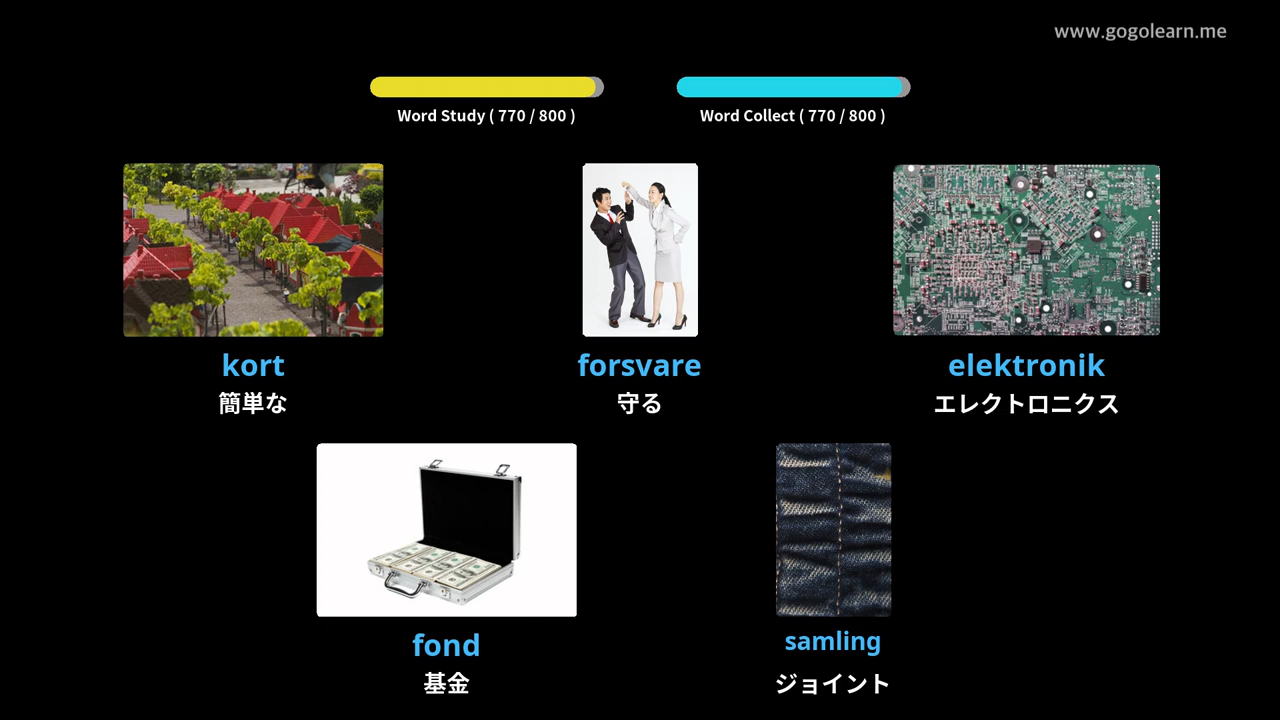 www.gogolearn.me
Word Study ( 770 / 800 )
Word Collect ( 770 / 800 )
kort
簡単な
forsvare
守る
elektronik
エレクトロニクス
fond
基金
samling
ジョイント